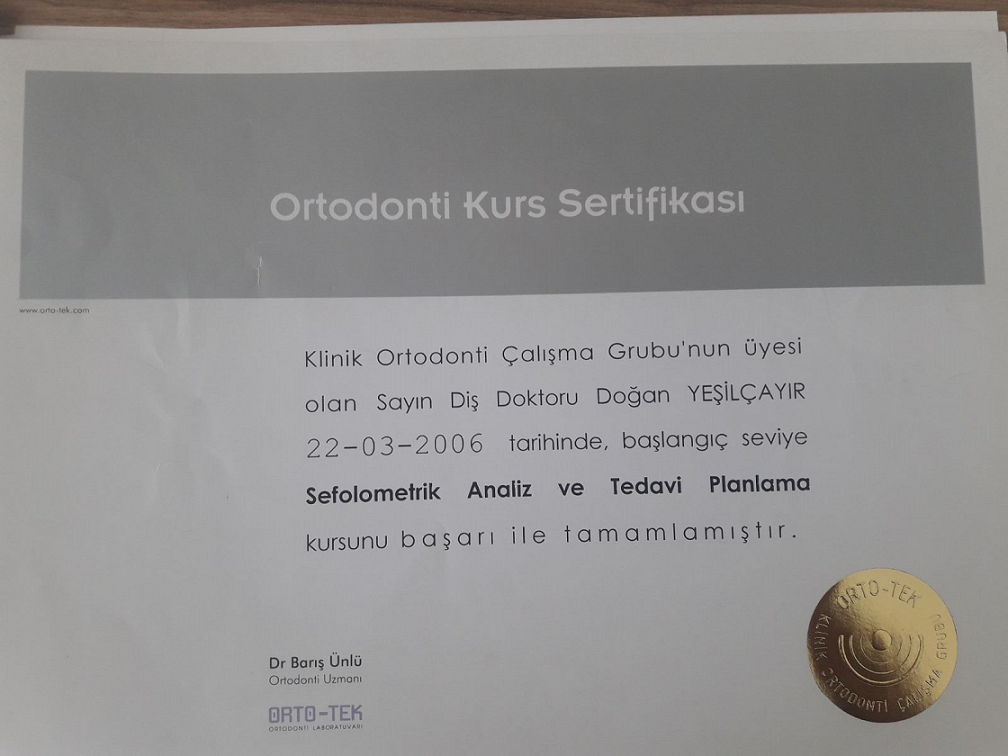 Ortodonti Kurs Sertifikası
www.orto-tek.com
Klinik Ortodonti Çalışma Grubu'nun üyesi
olan Sayın Diş Doktoru Doğan YEŞİLÇAYIR
22-03-2006 tarihinde, başlangıç seviye
Sefolometrik Analiz ve Tedavi Planlama
kursunu başarı ile tamamlamıştır.
ORTO-TEK
KLİNİK ORTODONTİ ÇALIŞMA GRUBU
Dr Barış Ünlü
Ortodonti Uzmanı
ORTO-TEK
ORTODONTİ LABORATUVARI